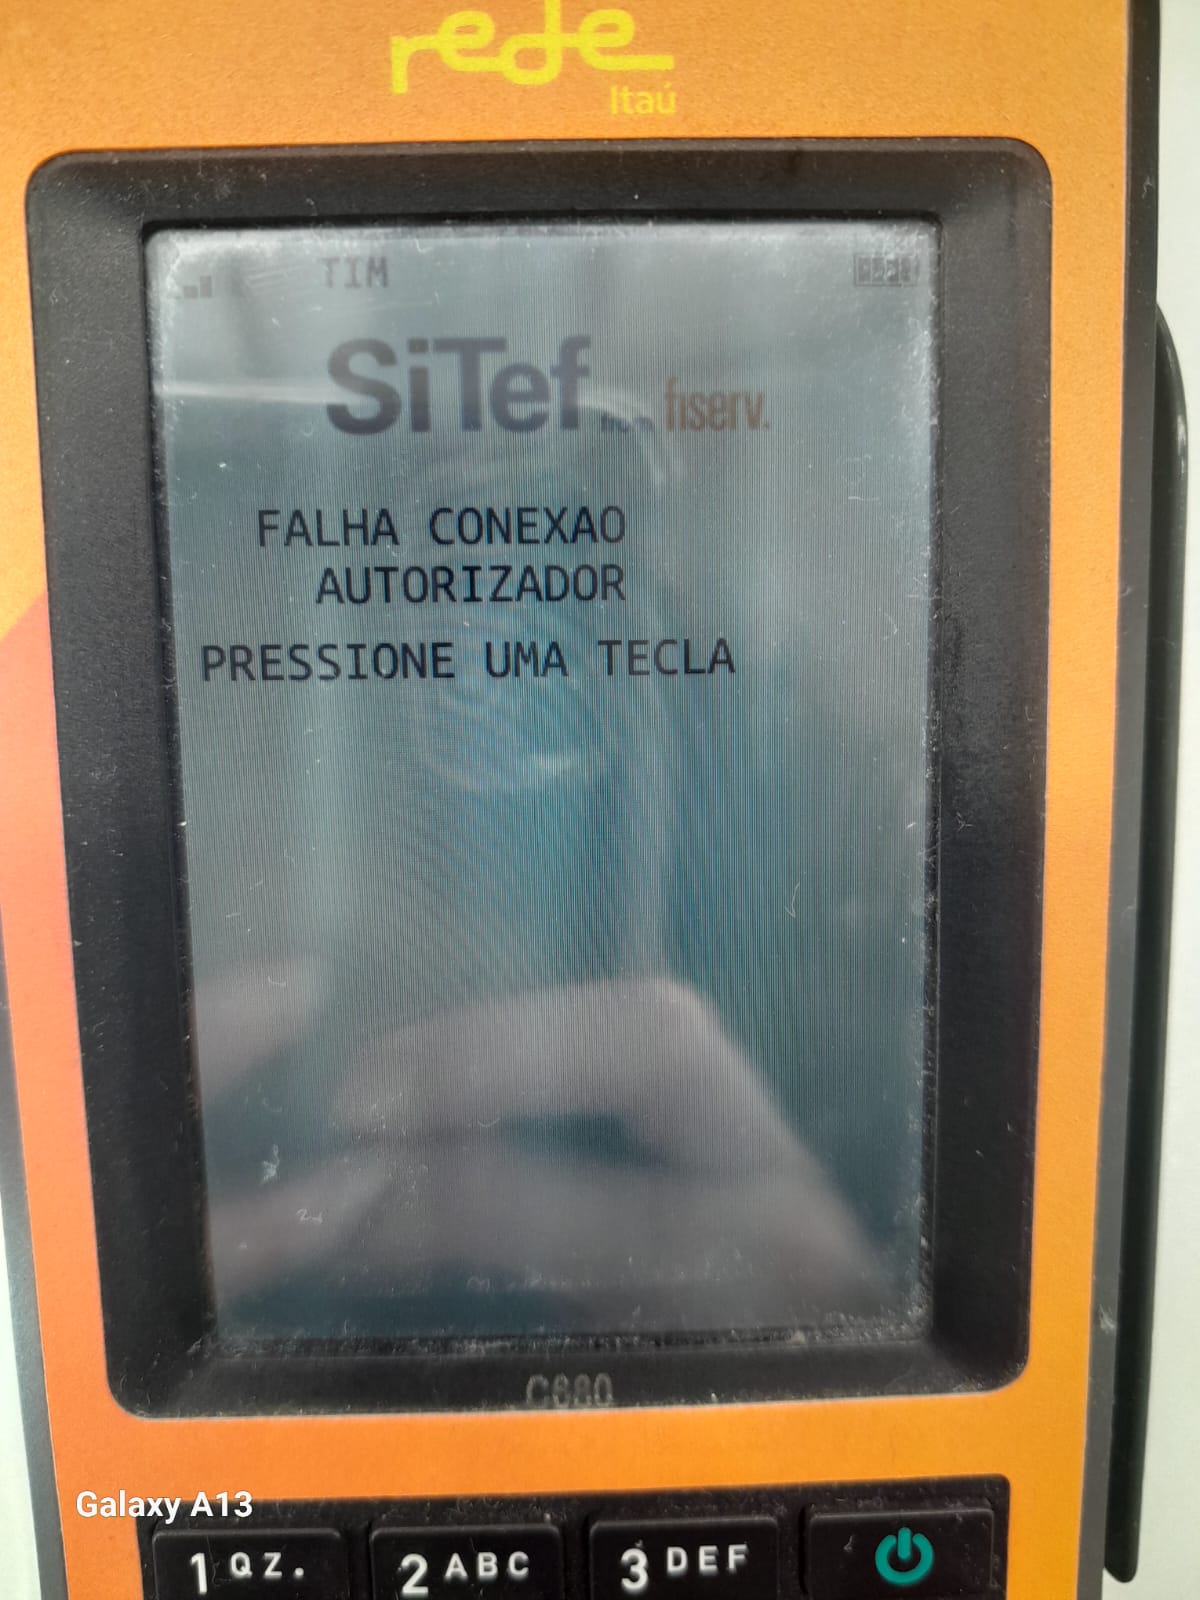 rede
Itaú
TIM
SiTef
fiserv.
FALHA CONEXAO
AUTORIZADOR
PRESSIONE UMA TECLA
C680
Galaxy A13
1 QZ. 2 ABC 3 DEF